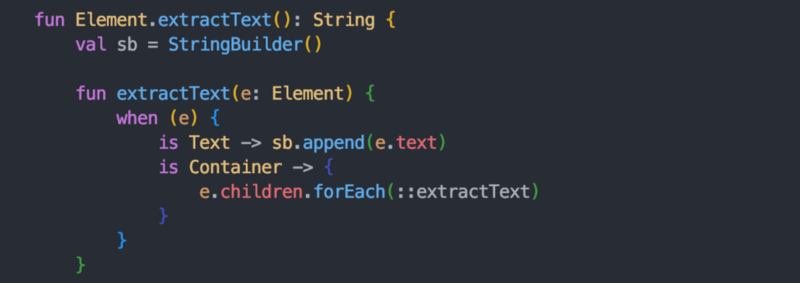 fun Element.extractText(): String {
val sb = StringBuilder()
fun extractText(e: Element) {
when (e) {
is Text -> sb.append(e.text)
is Container -> {
e.children.forEach(::extractText)
}
}
}